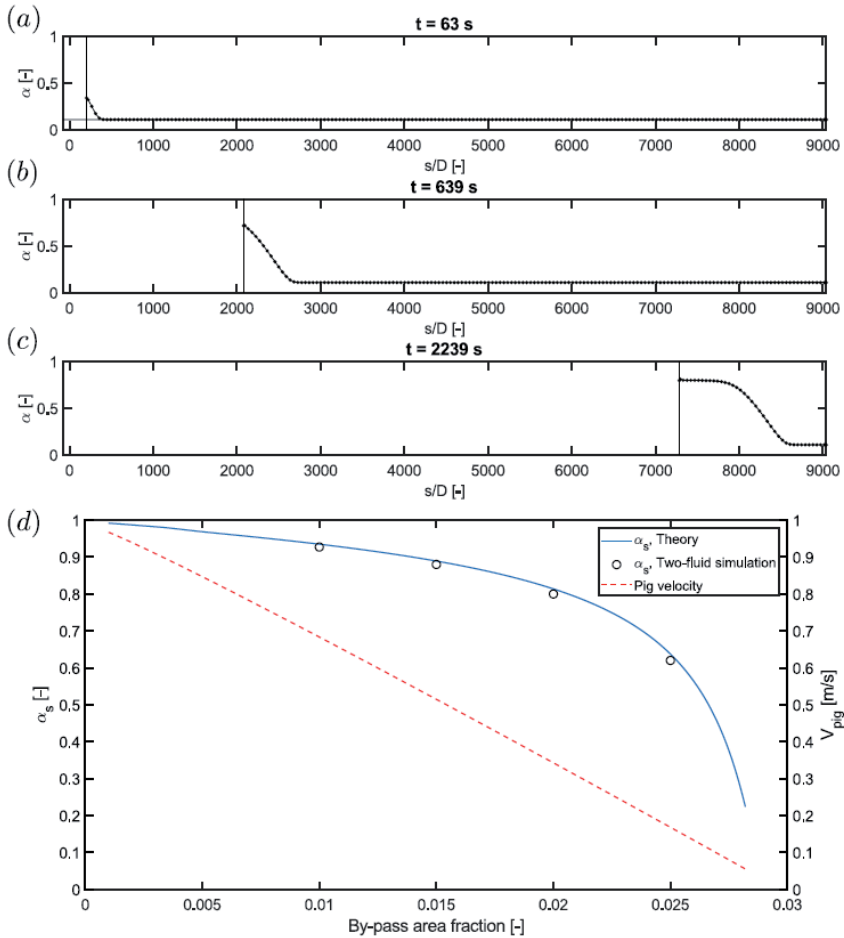 (a)
t = 63 s
1
0.5
0
α [-]
0 1000 2000 3000 4000 5000 6000 7000 8000 9000
s/D [-]
(b)
t = 639 s
1
0.5
0
α [-]
0 1000 2000 3000 4000 5000 6000 7000 8000 9000
s/D [-]
(c)
t = 2239 s
1
0.5
0
α [-]
0 1000 2000 3000 4000 5000 6000 7000 8000 9000
s/D [-]
(d)
1 1
0.9 0.9
0.8 0.8
0.7 0.7
0.6 0.6
0.5 0.5
0.4 0.4
0.3 0.3
0.2 0.2
0.1 0.1
0 0
αs [-]
Vpig [m/s]
αs, Theory
αs, Two-fluid simulation
Pig velocity
0 0.005 0.01 0.015 0.02 0.025 0.03
By-pass area fraction [-]